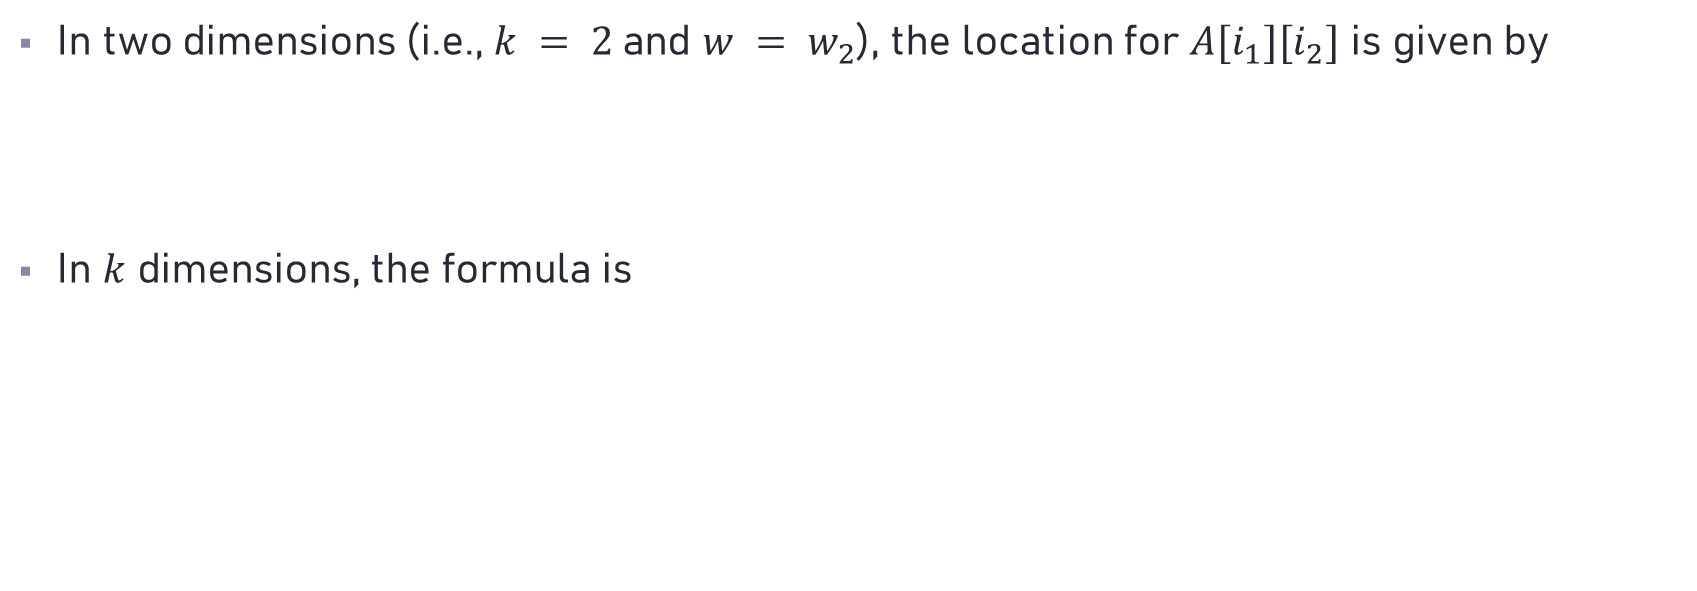 ▪ In two dimensions (i.e., k = 2 and w = w₂), the location for A[i₁][i₂] is given by
▪ In k dimensions, the formula is